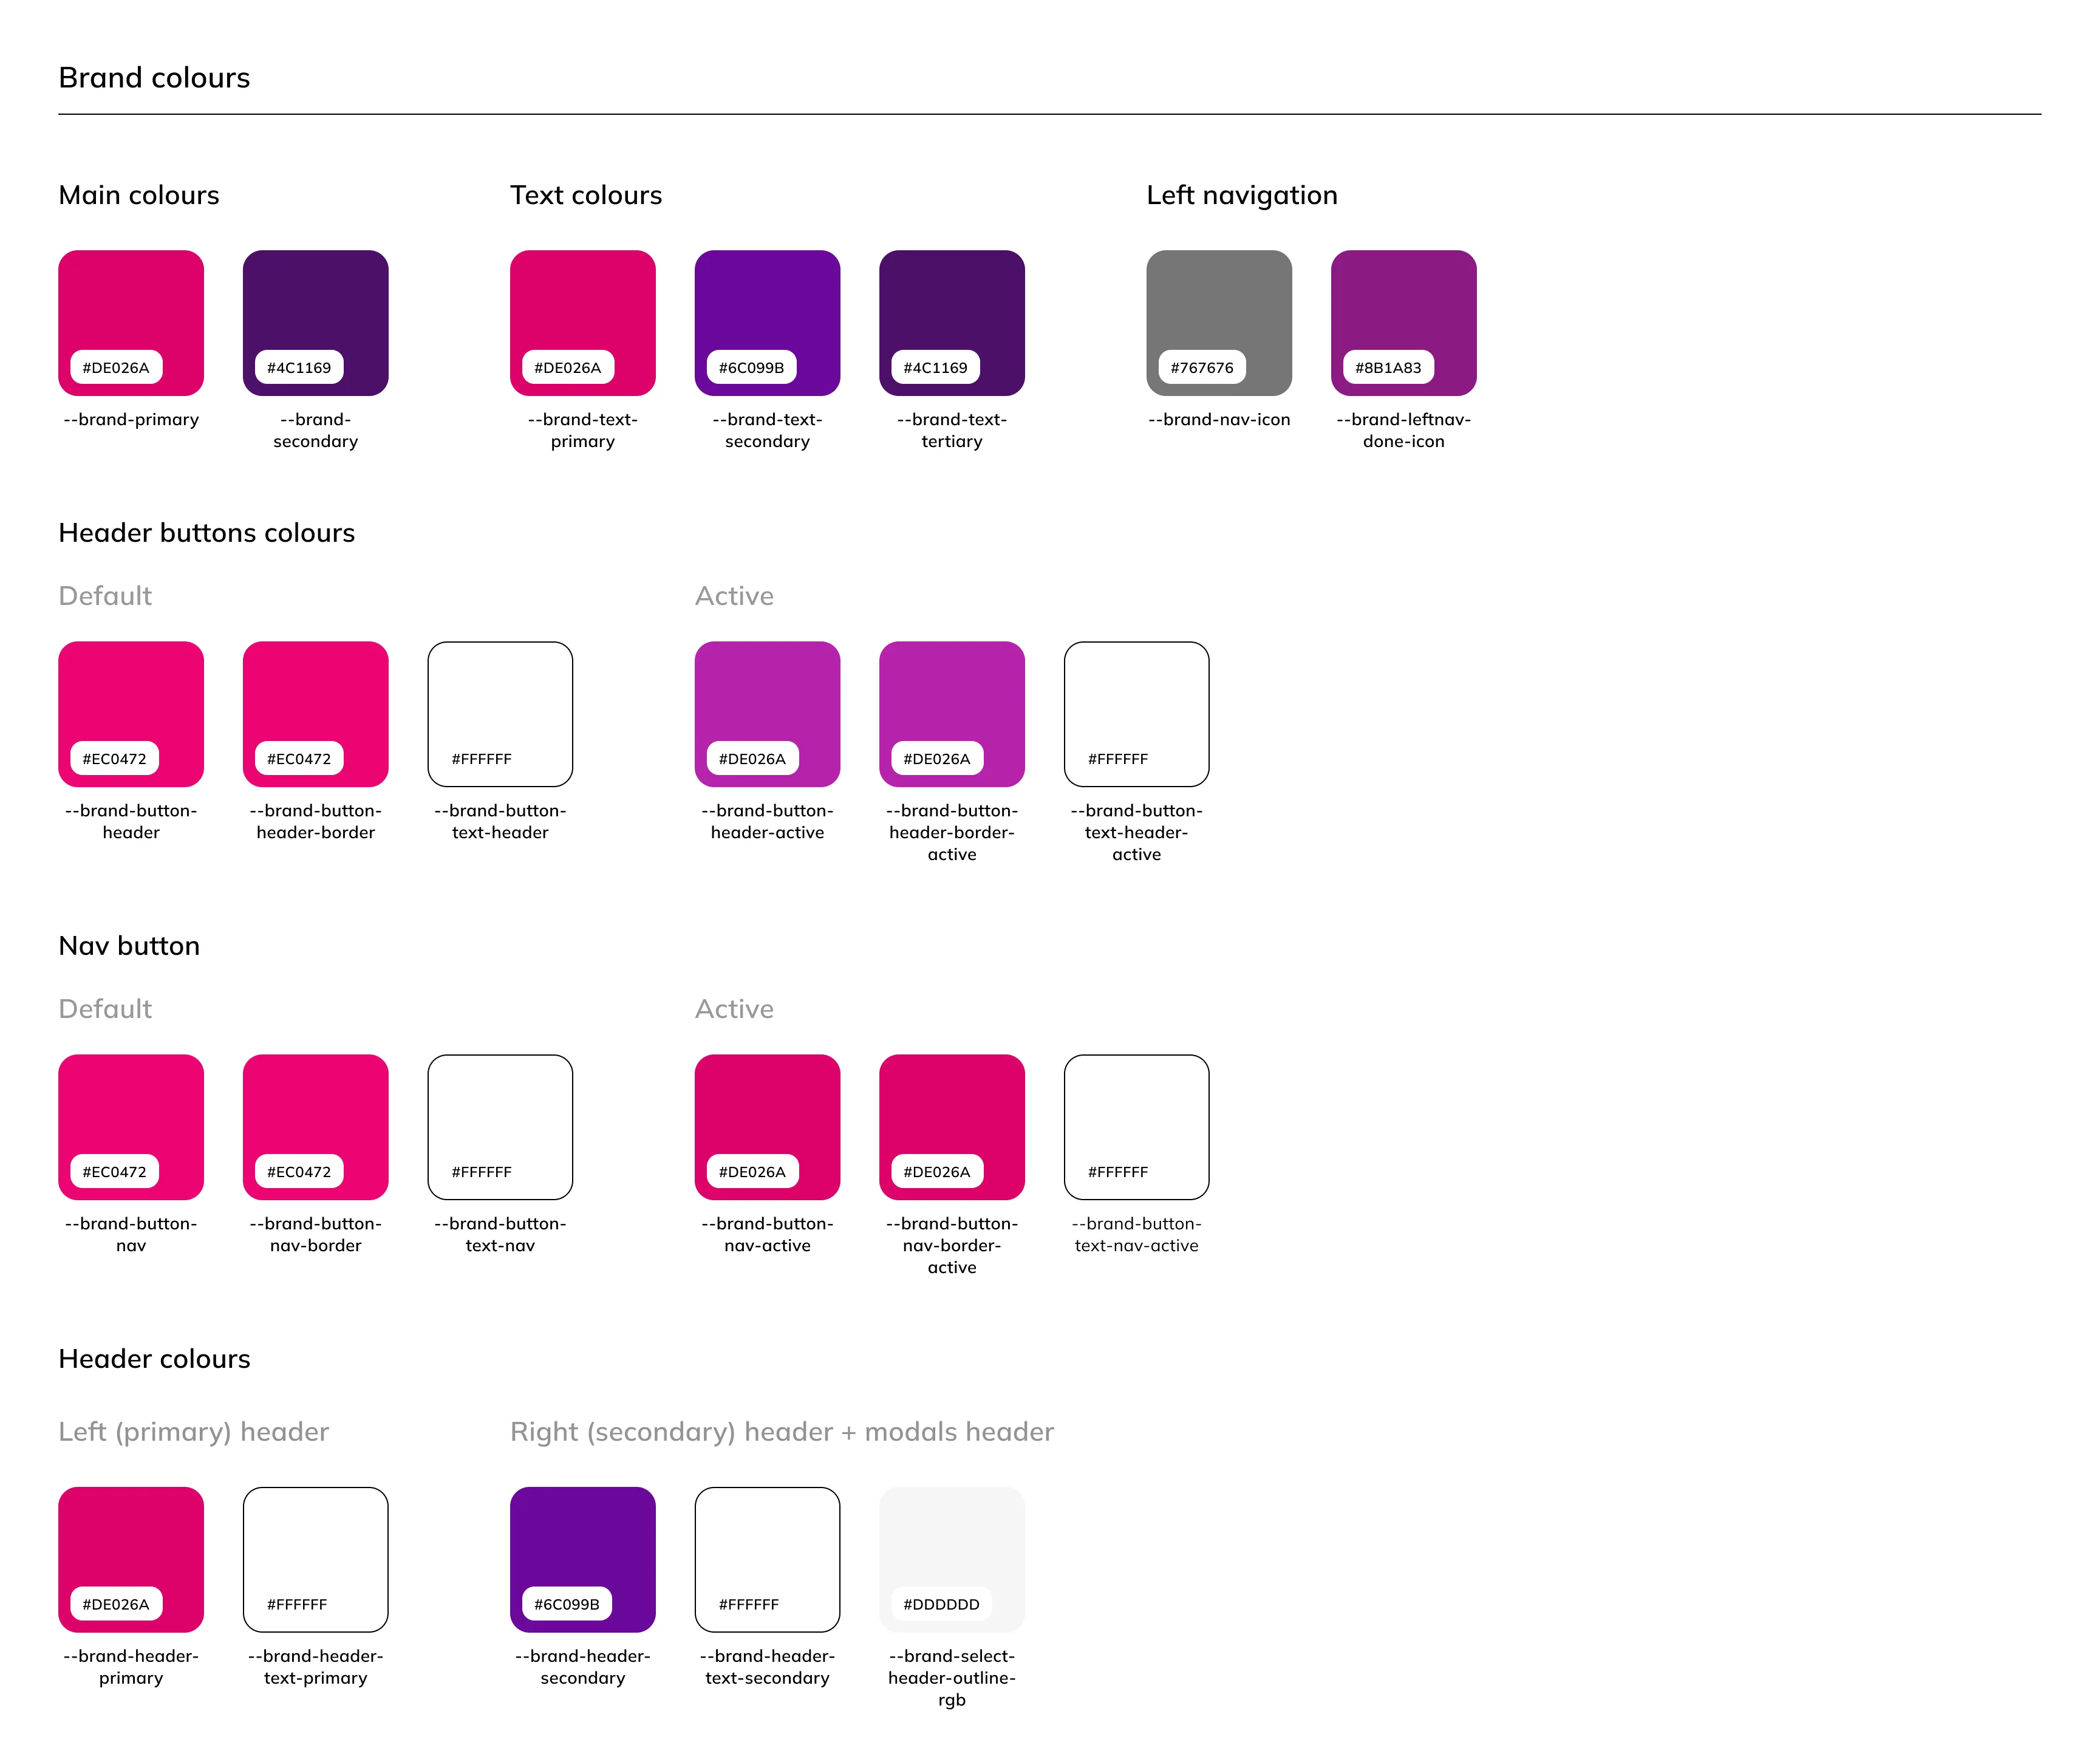 Brand colours
Main colours
#DE026A
--brand-primary
#4C1169
--brand-
secondary
Text colours
#DE026A
--brand-text-
primary
#6C099B
--brand-text-
secondary
#4C1169
--brand-text-
tertiary
Left navigation
#767676
--brand-nav-icon
#8B1A83
--brand-leftnav-
done-icon
Header buttons colours
Default
#EC0472
--brand-button-
header
#EC0472
--brand-button-
header-border
#FFFFFF
--brand-button-
text-header
Active
#DE026A
--brand-button-
header-active
#DE026A
--brand-button-
header-border-
active
#FFFFFF
--brand-button-
text-header-
active
Nav button
Default
#EC0472
--brand-button-
nav
#EC0472
--brand-button-
nav-border
#FFFFFF
--brand-button-
text-nav
Active
#DE026A
--brand-button-
nav-active
#DE026A
--brand-button-
nav-border-
active
#FFFFFF
--brand-button-
text-nav-active
Header colours
Left (primary) header
#DE026A
--brand-header-
primary
#FFFFFF
--brand-header-
text-primary
Right (secondary) header + modals header
#6C099B
--brand-header-
secondary
#FFFFFF
--brand-header-
text-secondary
#DDDDDD
--brand-select-
header-outline-
rgb